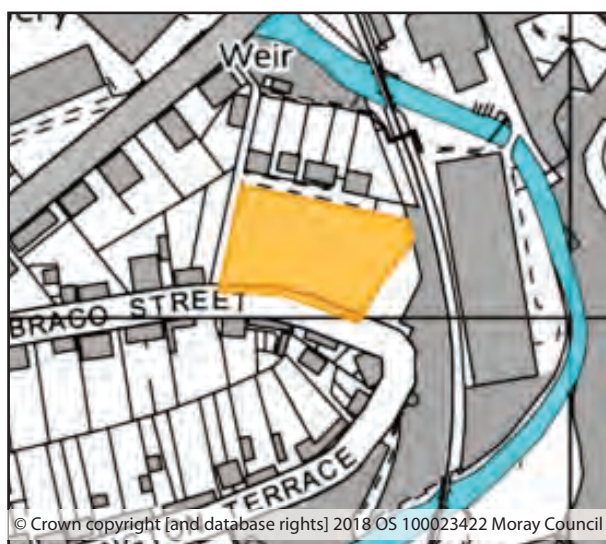 Weir
BRACO STREET
TERRACE
© Crown copyright [and database rights] 2018 OS 100023422 Moray Council